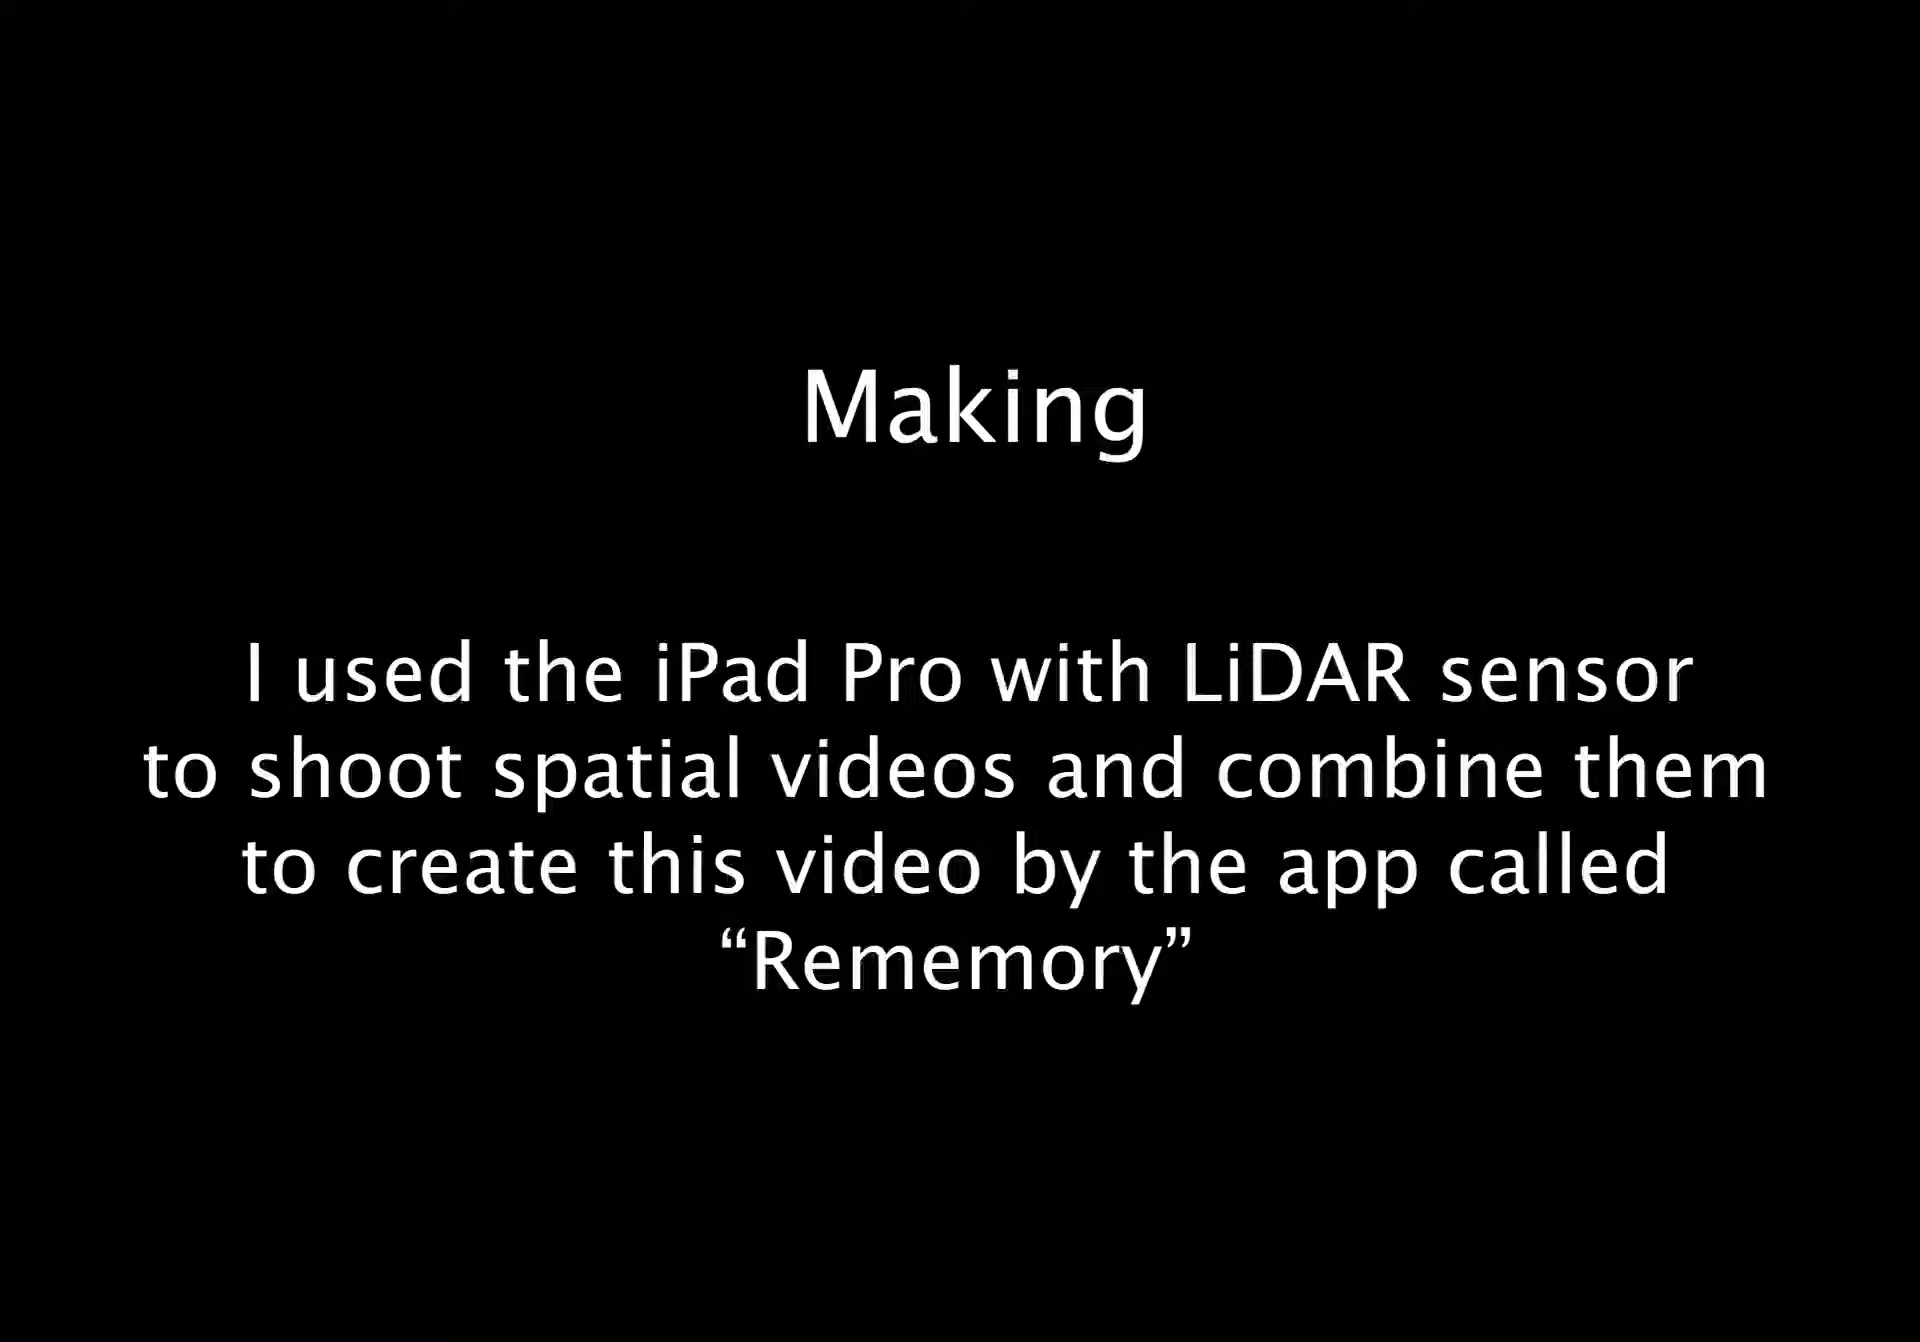 Making
I used the iPad Pro with LiDAR sensor
to shoot spatial videos and combine them
to create this video by the app called
“Rememory”